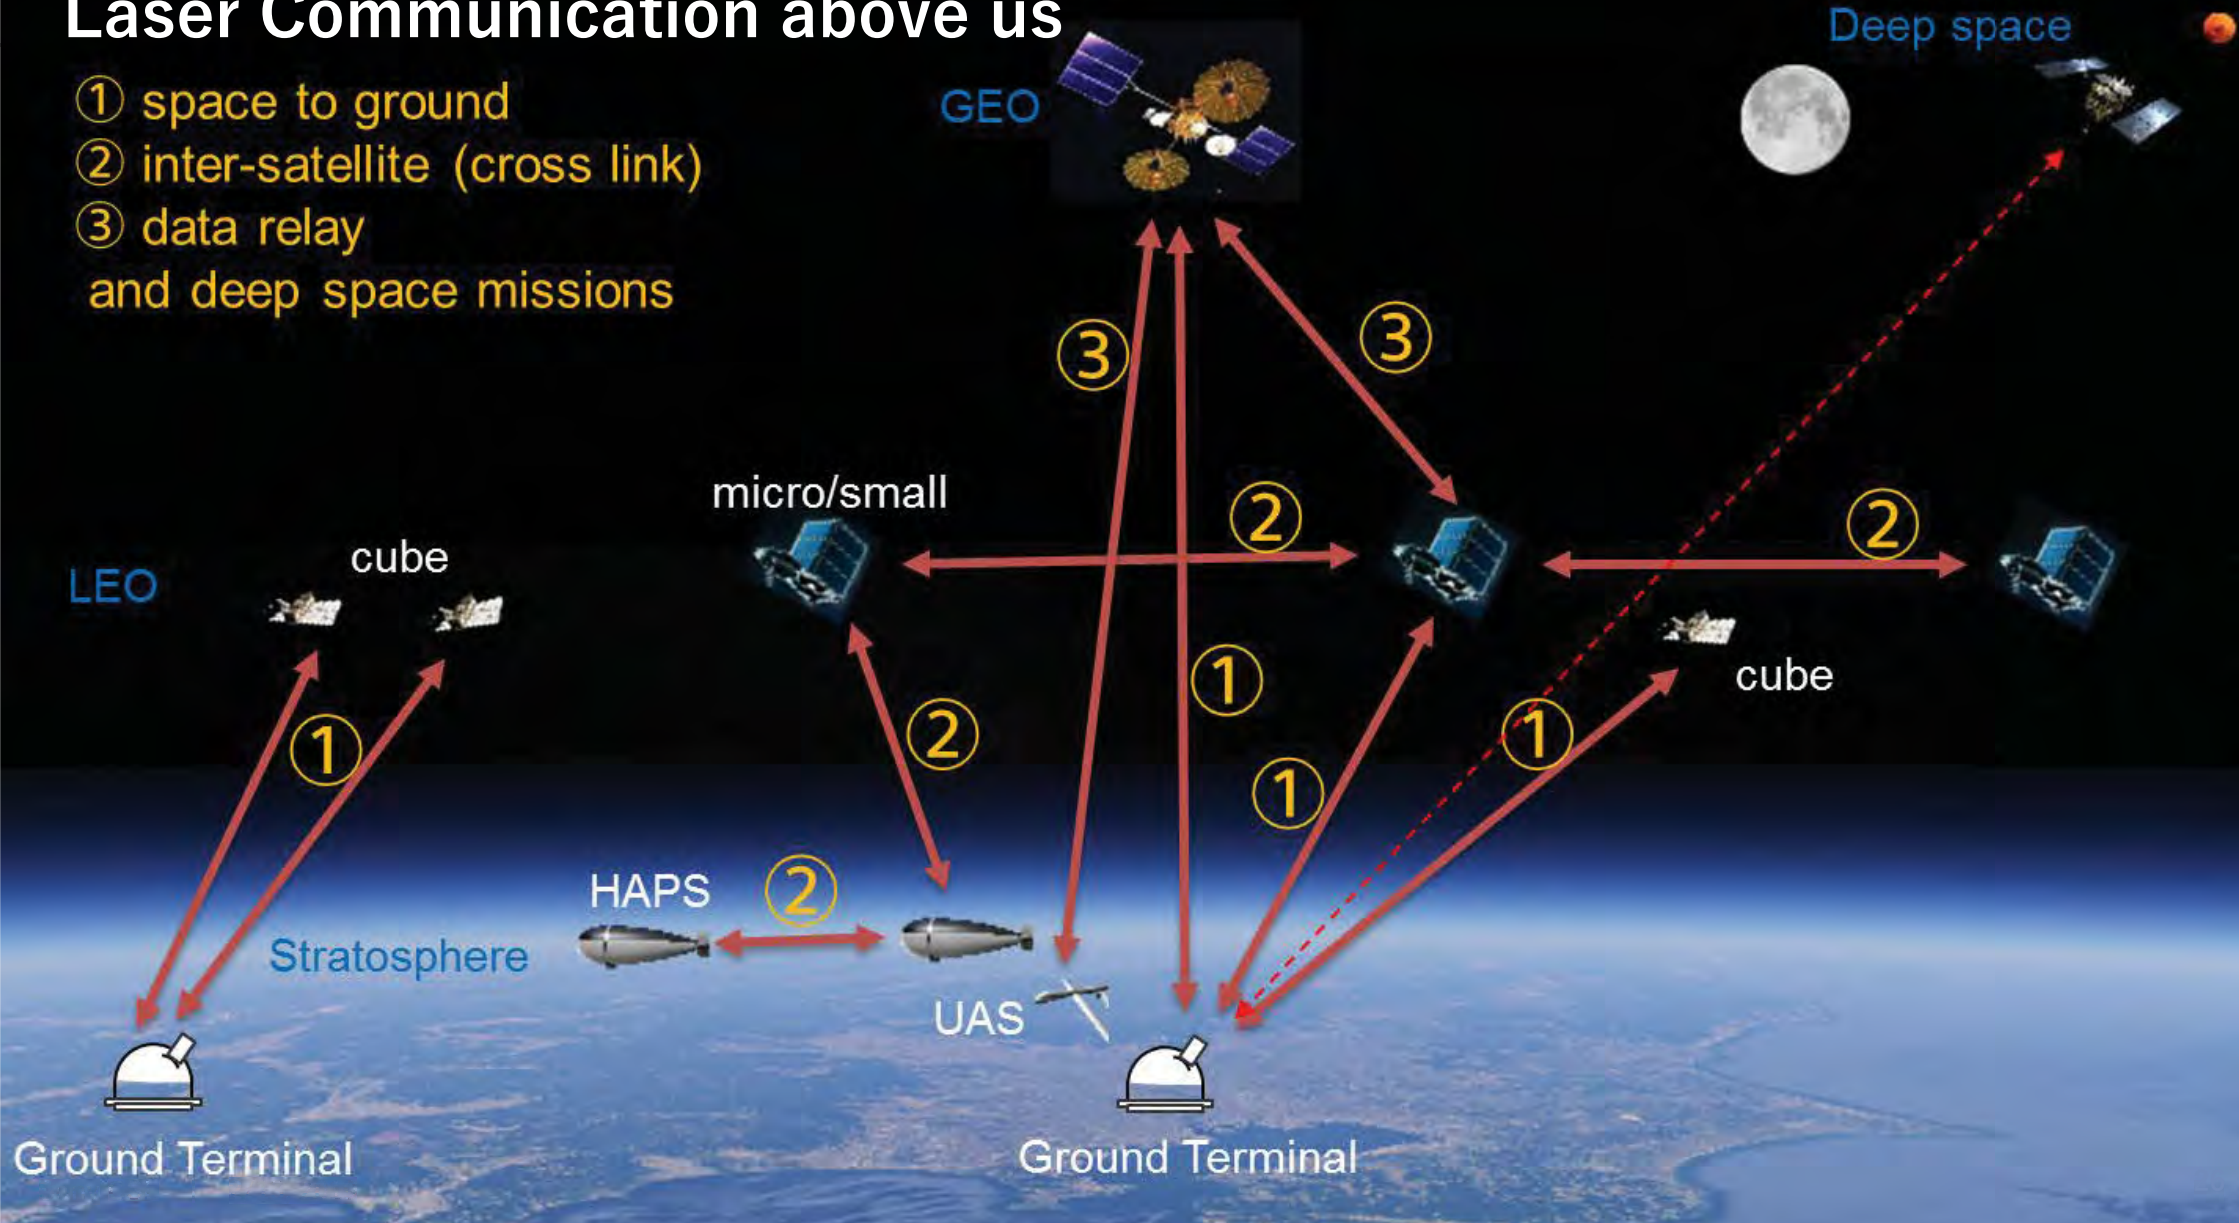 Laser Communication above us
① space to ground
② inter-satellite (cross link)
③ data relay
and deep space missions
Deep space
GEO
③
③
micro/small
②
②
cube
LEO
cube
①
①
②
①
①
①
HAPS
②
Stratosphere
UAS
Ground Terminal
Ground Terminal